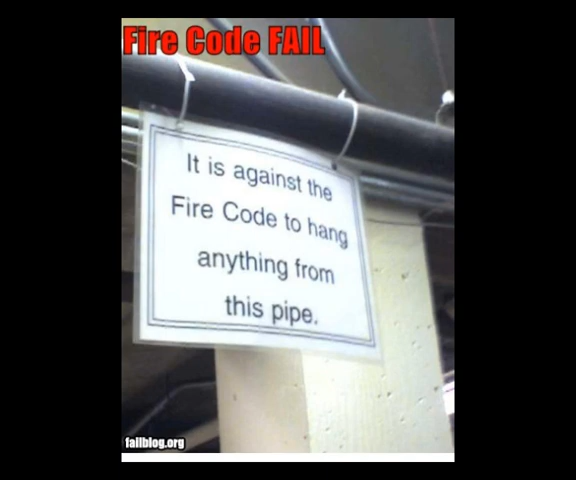 Fire Code FAIL
It is against the
Fire Code to hang
anything from
this pipe.
failblog.org